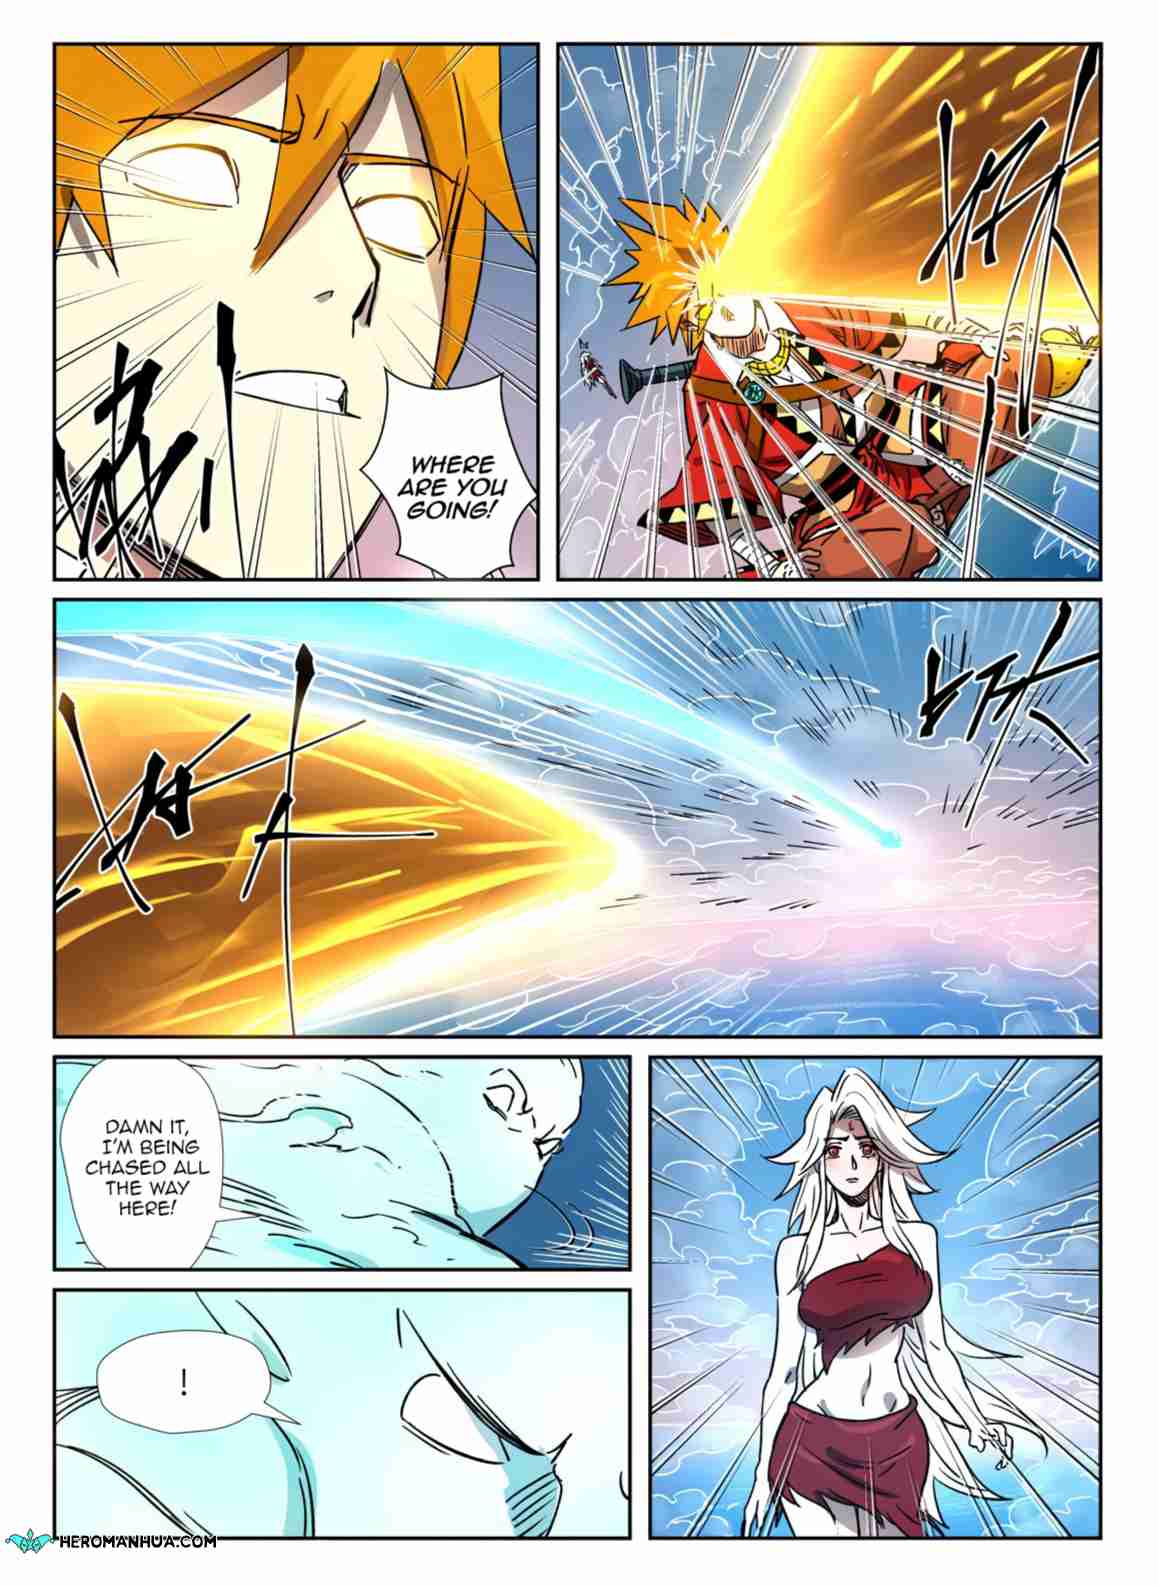 WHERE
ARE YOU
GOING!
DAMN IT,
I'M BEING
CHASED ALL
THE WAY
HERE!
!
HEROMANHUA.COM